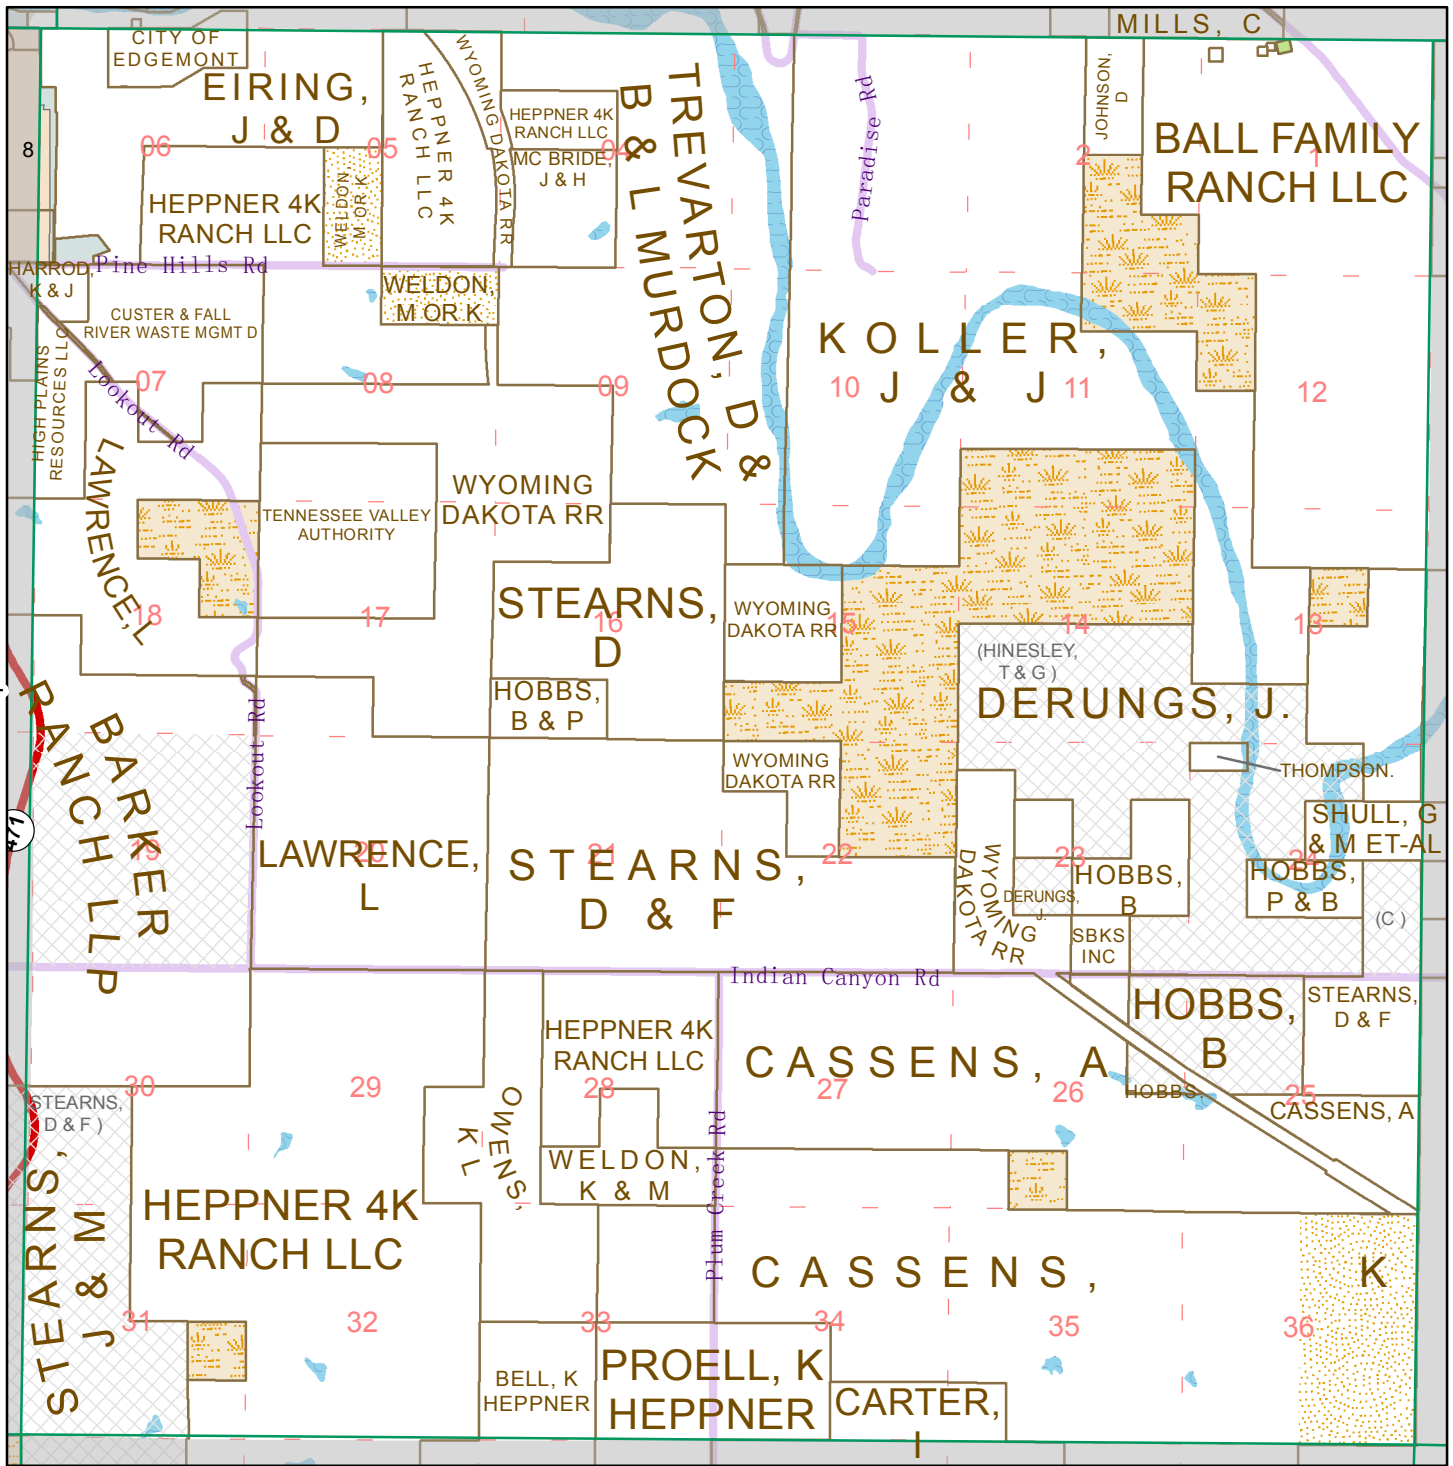 MILLS, C
CITY OF
EDGEMONT
EIRING,
J & D
HEPPNER 4K
RANCH LLC
WYOMING DAKOTA RR
HEPPNER 4K
RANCH LLC
MC BRIDE,
J & H
TREVARTON, D &
B & L MURDOCK
Paradise Rd
JOHNSON,
D
BALL FAMILY
RANCH LLC
8
06
05
04
2
1
HEPPNER 4K
RANCH LLC
WELDON,
M OR K
HARROD,
K & J
Pine Hills Rd
WELDON,
M OR K
CUSTER & FALL
RIVER WASTE MGMT D
HIGH PLAINS
RESOURCES LLC
Lookout Rd
KOLLER,
J & J
07
08
09
10
11
12
LAWRENCE, L
TENNESSEE VALLEY
AUTHORITY
WYOMING
DAKOTA RR
STEARNS,
D
WYOMING
DAKOTA RR
18
17
16
15
14
13
(HINESLEY,
T & G )
DERUNGS, J.
HOBBS,
B & P
BARKER
RANCH LLP
Lookout Rd
WYOMING
DAKOTA RR
THOMPSON.
471
SHULL, G
& M ET-AL
LAWRENCE,
L
STEARNS,
D & F
19
20
21
22
23
24
WYOMING
DAKOTA RR
DERUNGS,
J.
HOBBS,
B
HOBBS,
P & B
SBKS
INC
(C )
Indian Canyon Rd
HOBBS,
B
STEARNS,
D & F
HEPPNER 4K
RANCH LLC
CASSENS, A
HOBBS.
CASSENS, A
30
29
28
27
26
25
STEARNS,
D & F )
OWENS,
K L
WELDON,
K & M
Plum Creek Rd
STEARNS,
J & M
HEPPNER 4K
RANCH LLC
CASSENS, K
31
32
33
34
35
36
BELL, K
HEPPNER
PROELL, K
HEPPNER
CARTER,
I